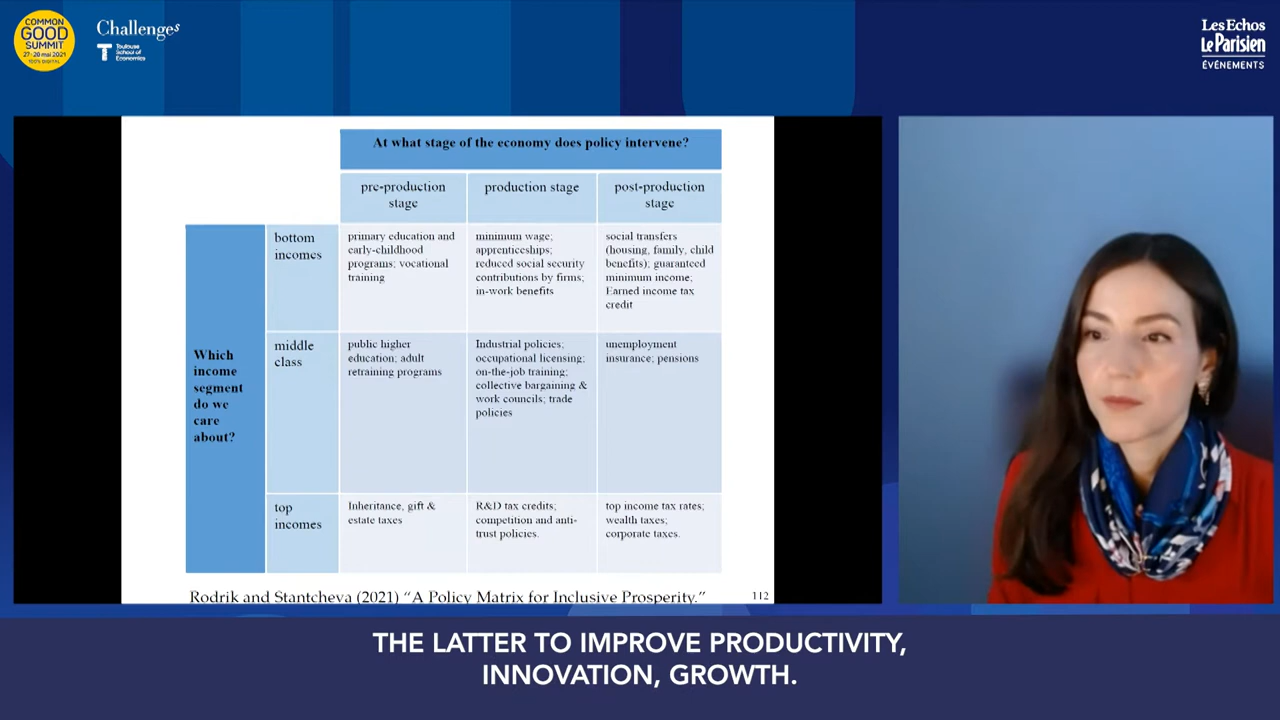 COMMON
GOOD
SUMMIT
27-28 mai 2021
100% DIGITAL
Challenges
Toulouse
School of
Economics
Les Echos
Le Parisien
ÉVÉNEMENTS
At what stage of the economy does policy intervene?
pre-production
stage
production stage
post-production
stage
Which
income
segment
do we
care
about?
bottom
incomes
primary education and
early-childhood
programs; vocational
training
minimum wage;
apprenticeships;
reduced social security
contributions by firms;
in-work benefits
social transfers
(housing, family, child
benefits); guaranteed
minimum income;
Earned income tax
credit
middle
class
public higher
education; adult
retraining programs
Industrial policies;
occupational licensing;
on-the-job training;
collective bargaining &
work councils; trade
policies
unemployment
insurance; pensions
top
incomes
Inheritance, gift &
estate taxes
R&D tax credits;
competition and anti-
trust policies.
top income tax rates;
wealth taxes;
corporate taxes.
Rodrik and Stantcheva (2021) “A Policy Matrix for Inclusive Prosperity.”
112
THE LATTER TO IMPROVE PRODUCTIVITY,
INNOVATION, GROWTH.